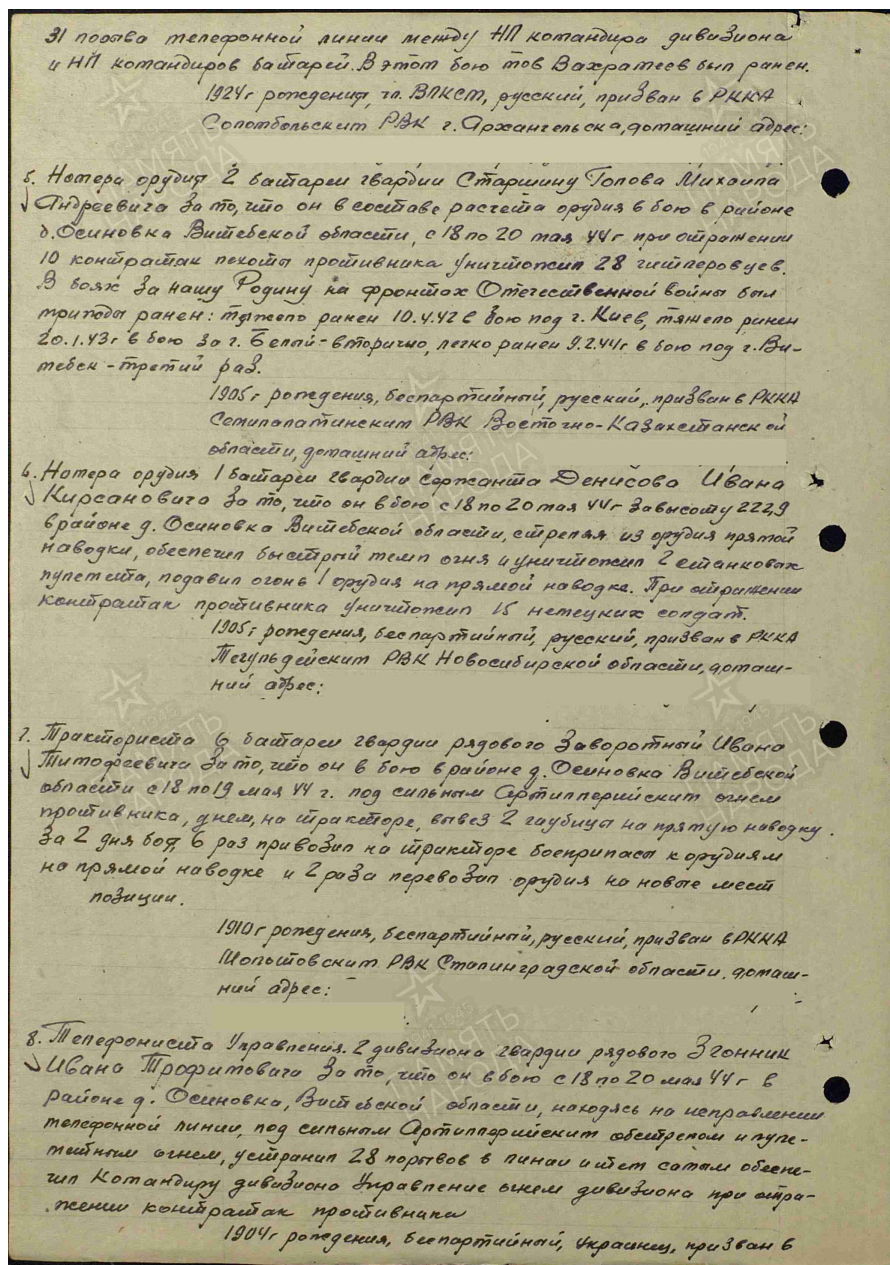 31 порыва телефонной линии между НП командира дивизиона
и НП командиров батарей. В этом бою тов Вахрамеев был ранен.
1924г рождения, чл. ВЛКСМ, русский, призван в РККА
Соломбольским РВК г. Архангельска, домашний адрес:
5. Номера орудия 2 батареи гвардии Старшину Попова Михаила
Андреевича За то, что он в составе расчета орудия в бою в районе
д. Осиновка Витебской области, с 18 по 20 мая 44г при отражении
10 контратак пехоты противника уничтожил 28 гитлеровцев.
В боях за нашу Родину на фронтах Отечественной войны был
трижды ранен: тяжело ранен 10.4.42 в бою под г. Киев, тяжело ранен
20.1.43г в бою за г. Белый-вторично, легко ранен 9.2.44г в бою под г. Ви-
тебск-третий раз.
1905г рождения, беспартийный, русский, призван в РККА
Семипалатинским РВК Восточно-Казахстанской
области, домашний адрес:
6. Номера орудия 1 батареи гвардии сержанта Денисова Ивана
Кирсановича За то, что он в бою с 18 по 20 мая 44г За высоту 222,9
в районе д. Осиновка Витебской области, стреляя из орудия прямой
наводки, обеспечил быстрый темп огня и уничтожил 2 станковых
пулемета, подавил огонь 1 орудия на прямой наводке. При отражении
контратак противника уничтожил 15 немецких солдат.
1905г рождения, беспартийный, русский, призван в РККА
Тегульдейским РВК Новосибирской области, домаш-
ний адрес:
7. Тракториста 6 батареи гвардии рядового Заворотный Ивана
Тимофеевича За то, что он в бою в районе д. Осиновка Витебской
области с 18 по 19 мая 44 г. под сильным Артиллерийским огнем
противника, днем, на тракторе, вывез 2 гаубицы на прямую наводку.
За 2 дня боя, 6 раз привозил на тракторе боеприпасы к орудиям
на прямой наводке и 2 раза перевозил орудия на новые мест
позиции.
1910г рождения, беспартийный, русский, призван в РККА
Молотовским РВК Сталинградской области, домаш-
ний адрес:
8. Телефониста Управления 2 дивизиона гвардии рядового Згонник
Ивана Трофимовича За то, что он в бою с 18 по 20 мая 44г в
районе д. Осиновка, Витебской области, находясь на исправлении
телефонной линии, под сильным Артиллерийским обстрелом и пуле-
метным огнем, устранил 28 порывов в линии и тем самым обеспе-
чил Командиру дивизиона Управление огнем дивизиона при отра-
жении контратак противника
1904г рождения, беспартийный, Украинец, призван в